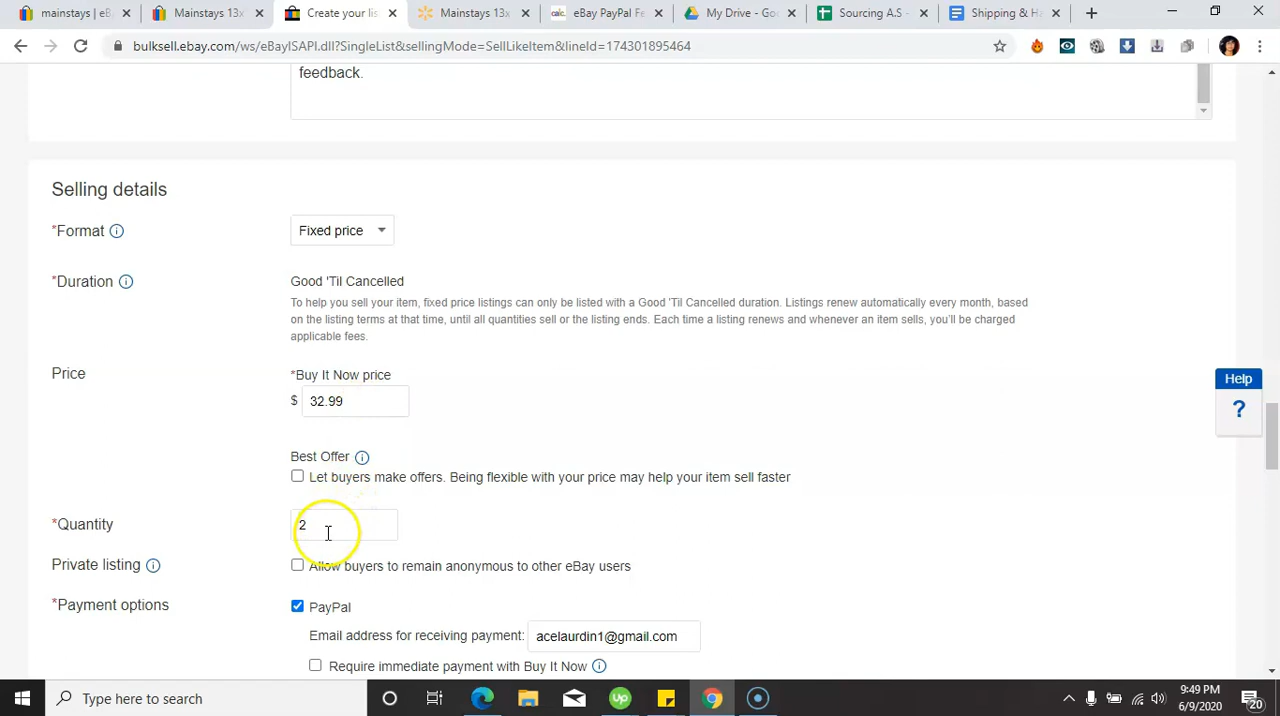 mainstays | eB
Mainstays 13x
Create your lis
Mainstays 13x
eBay PayPal Fe
My Drive - Goo
Sourcing A.S -
Shipping & Ha
bulksell.ebay.com/ws/eBayISAPI.dll?SingleList&sellingMode=SellLikeItem&lineId=174301895464
feedback.
Selling details
*Format
Fixed price
*Duration
Good 'Til Cancelled
To help you sell your item, fixed price listings can only be listed with a Good 'Til Cancelled duration. Listings renew automatically every month, based
on the listing terms at that time, until all quantities sell or the listing ends. Each time a listing renews and whenever an item sells, you'll be charged
applicable fees.
Price
*Buy It Now price
$ 32.99
Help
?
Best Offer
Let buyers make offers. Being flexible with your price may help your item sell faster
*Quantity
2
Private listing
Allow buyers to remain anonymous to other eBay users
*Payment options
PayPal
Email address for receiving payment: acelaurdin1@gmail.com
Require immediate payment with Buy It Now
Type here to search
9:49 PM
6/9/2020
20